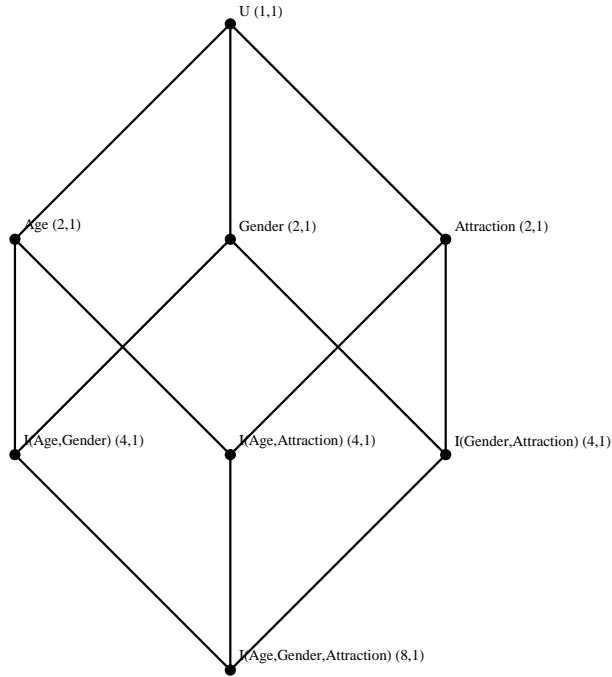 U (1,1)
Age (2,1)
Gender (2,1)
Attraction (2,1)
I(Age,Gender) (4,1)
I(Age,Attraction) (4,1)
I(Gender,Attraction) (4,1)
I(Age,Gender,Attraction) (8,1)